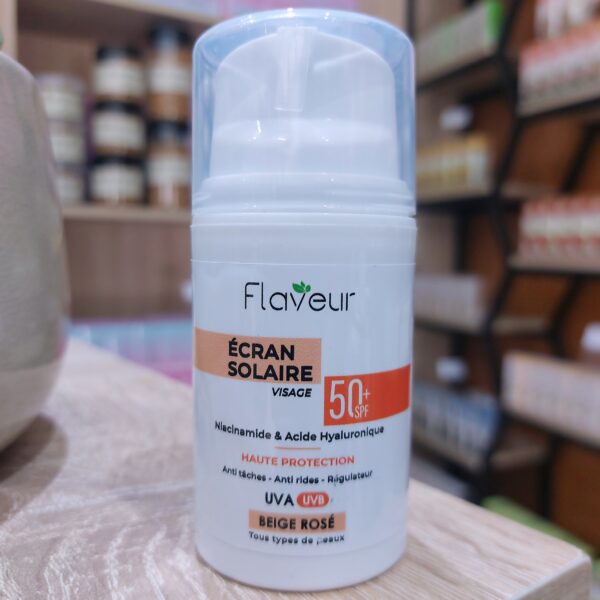 Flaveur
ÉCRAN
SOLAIRE
VISAGE
50+
SPF
Niacinamide & Acide Hyaluronique
HAUTE PROTECTION
Anti tâches - Anti rides - Régulateur
UVA UVB
BEIGE ROSÉ
Tous types de peaux